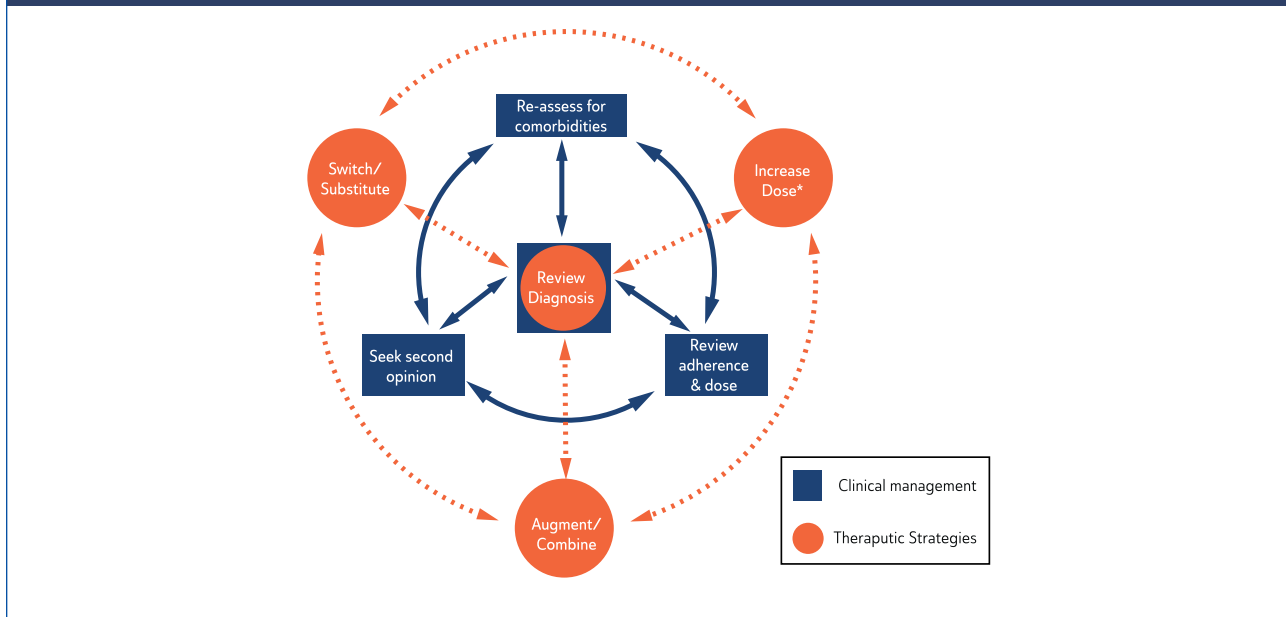 Re-assess for
comorbidities
Switch/
Substitute
Increase
Dose*
Review
Diagnosis
Seek second
opinion
Review
adherence
& dose
Augment/
Combine
Clinical management
Theraputic Strategies